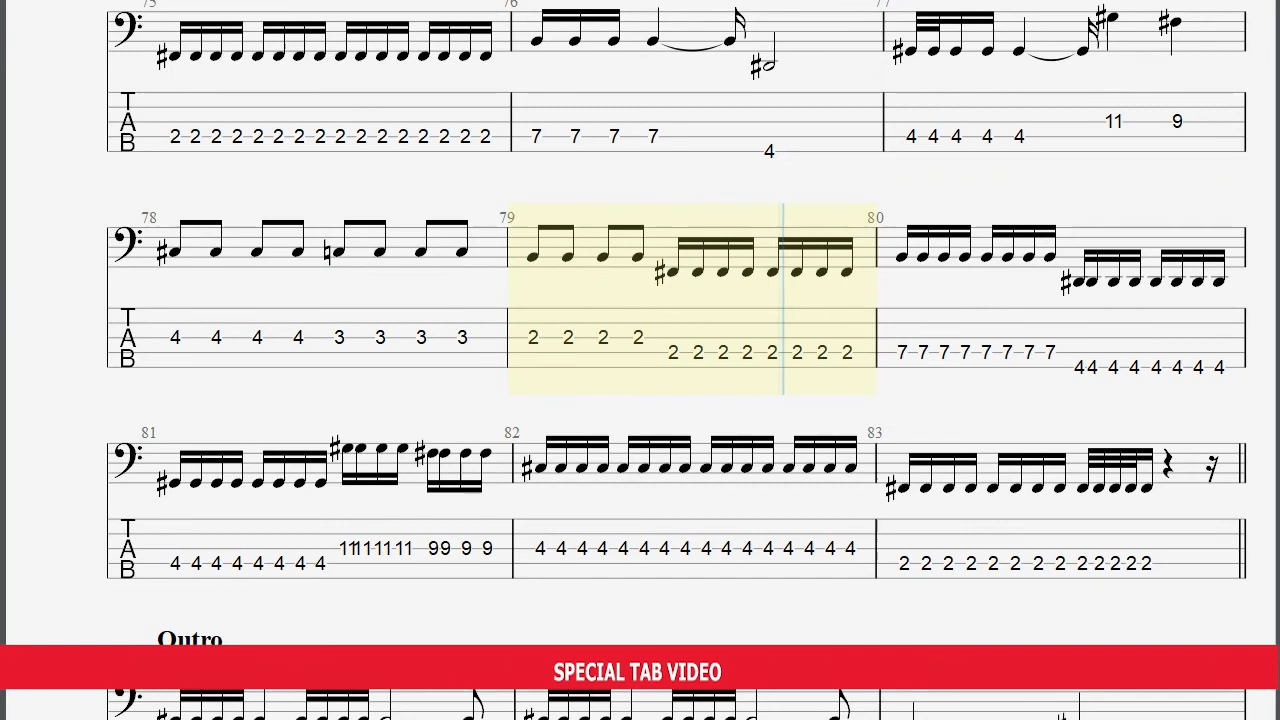 75 76 77
T
A
B
2 2 2 2 2 2 2 2 2 2 2 2 2 2 2 2 7 7 7 7 4 4 4 4 4 4 11 9
78 79 80
T
A
B
4 4 4 4 3 3 3 3 2 2 2 2 2 2 2 2 2 2 2 2 7 7 7 7 7 7 7 7 4 4 4 4 4 4 4 4
81 82 83
T
A
B
4 4 4 4 4 4 4 4 11 11 11 11 9 9 9 9 4 4 4 4 4 4 4 4 4 4 4 4 4 4 4 4 2 2 2 2 2 2 2 2 2 2 2 2 2
Outro
SPECIAL TAB VIDEO